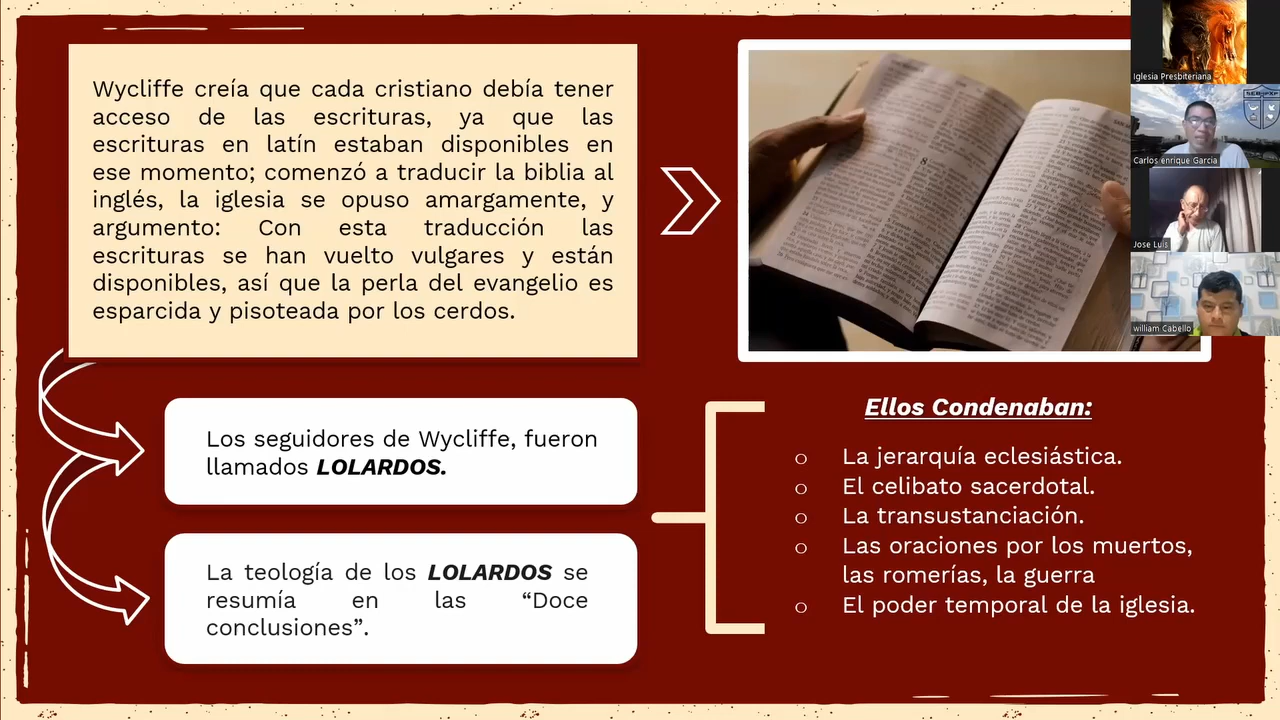 Wycliffe creía que cada cristiano debía tener
acceso de las escrituras, ya que las
escrituras en latín estaban disponibles en
ese momento; comenzó a traducir la biblia al
inglés, la iglesia se opuso amargamente, y
argumento: Con esta traducción las
escrituras se han vuelto vulgares y están
disponibles, así que la perla del evangelio es
esparcida y pisoteada por los cerdos.
Los seguidores de Wycliffe, fueron
llamados LOLARDOS.
La teología de los LOLARDOS se
resumía en las “Doce
conclusiones”.
Ellos Condenaban:
o La jerarquía eclesiástica.
o El celibato sacerdotal.
o La transustanciación.
o Las oraciones por los muertos,
las romerías, la guerra
o El poder temporal de la iglesia.
Iglesia Presbiteriana
Carlos enrique Garcia
Jose Luis
william Cabello